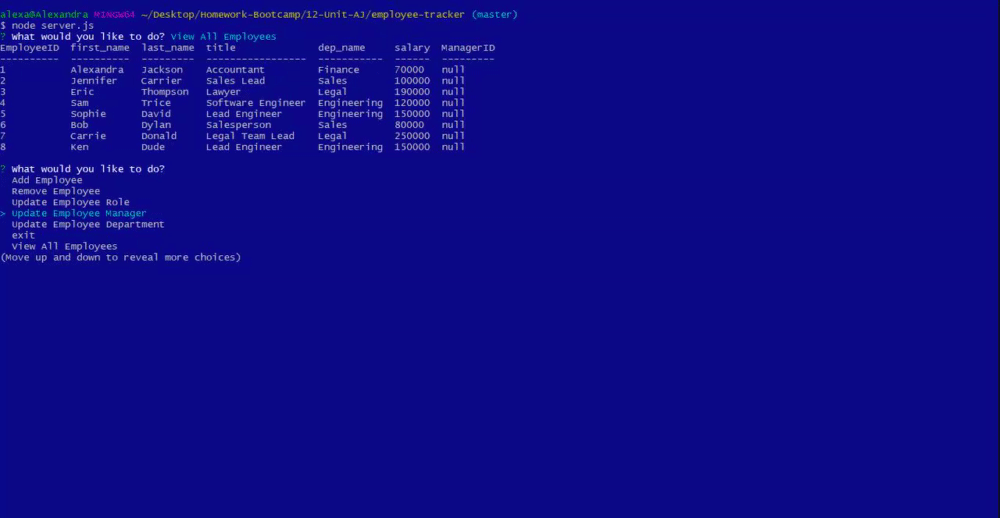 alexa@Alexandra MINGW64 ~/Desktop/Homework-Bootcamp/12-Unit-AJ/employee-tracker (master)
$ node server.js
? What would you like to do? View All Employees
EmployeeID  first_name  last_name  title              dep_name     salary  ManagerID
----------  ----------  ---------  -----------------  -----------  ------  ---------
1           Alexandra   Jackson    Accountant         Finance      70000   null
2           Jennifer    Carrier    Sales Lead         Sales        100000  null
3           Eric        Thompson   Lawyer             Legal        190000  null
4           Sam         Trice      Software Engineer  Engineering  120000  null
5           Sophie      David      Lead Engineer      Engineering  150000  null
6           Bob         Dylan      Salesperson        Sales        80000   null
7           Carrie      Donald     Legal Team Lead    Legal        250000  null
8           Ken         Dude       Lead Engineer      Engineering  150000  null
? What would you like to do?
  Add Employee
  Remove Employee
  Update Employee Role
> Update Employee Manager
  Update Employee Department
  exit
  View All Employees
(Move up and down to reveal more choices)